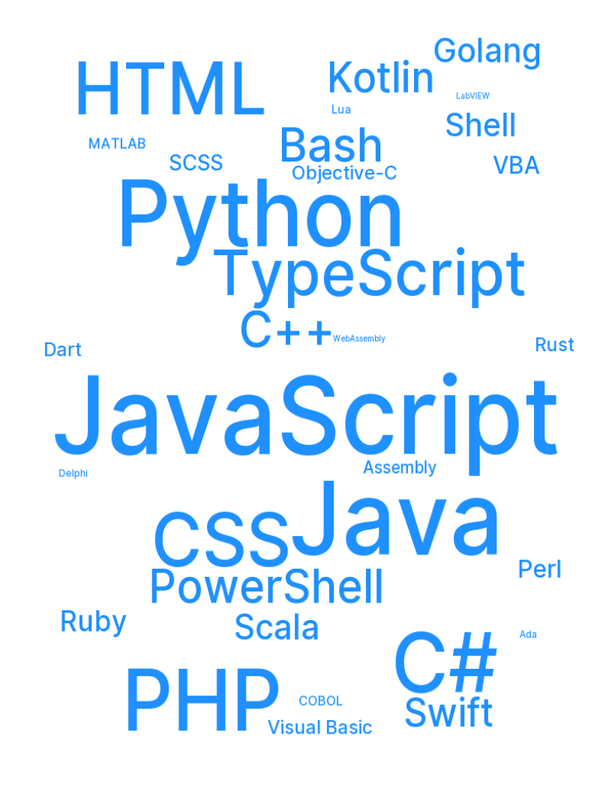 Golang
HTML
Kotlin
LabVIEW
Lua
Shell
MATLAB
Bash
SCSS
VBA
Objective-C
Python
TypeScript
C++
WebAssembly
Dart
Rust
JavaScript
Assembly
Delphi
Java
CSS
Perl
PowerShell
Ruby
Scala
Ada
C#
PHP
COBOL
Swift
Visual Basic